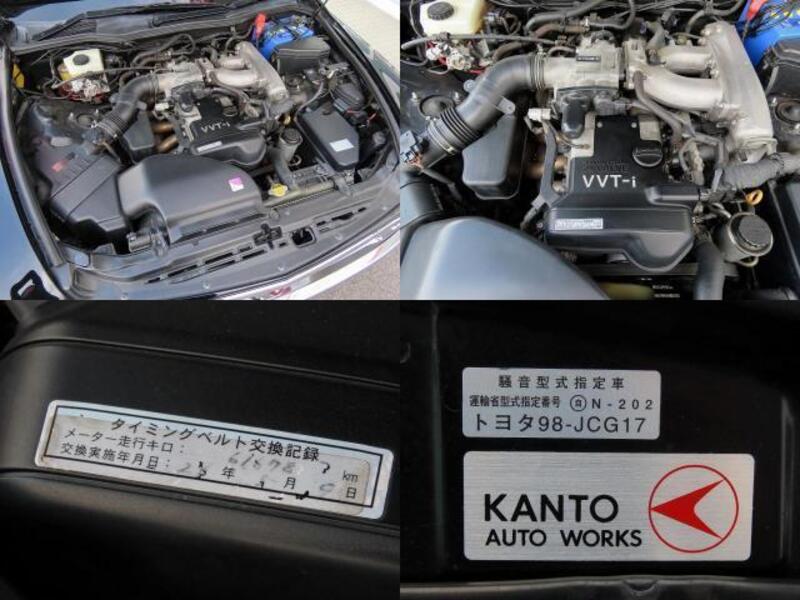 VVT-i
VVT-i
タイミングベルト交換記録
メーター走行キロ： km
交換実施年月日： 年 月 日
騒音型式指定車
運輸省型式指定番号 自 N-202
トヨタ98-JCG17
KANTO
AUTO WORKS